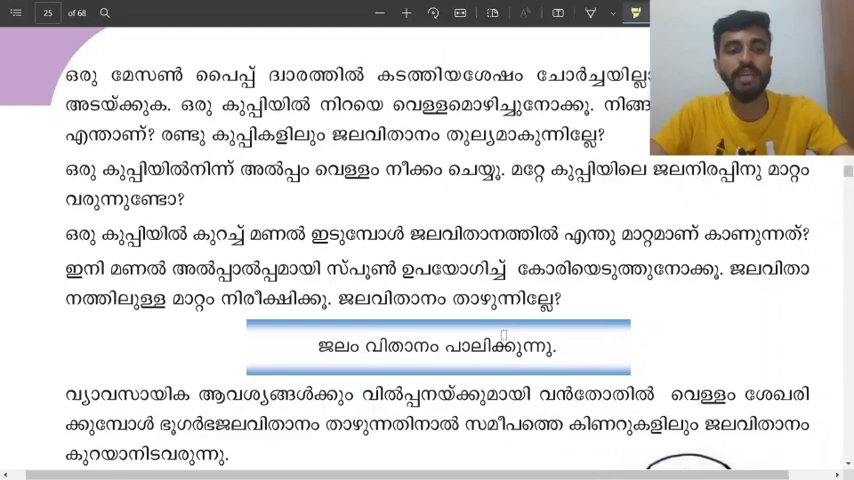 25 of 68
ഒരു മേസൺ പൈപ്പ് ദ്വാരത്തിൽ കടത്തിയശേഷം ചോർച്ചയില്ലാ
അടയ്ക്കുക. ഒരു കുപ്പിയിൽ നിറയെ വെള്ളമൊഴിച്ചുനോക്കൂ. നിങ്ങ
എന്താണ്? രണ്ടു കുപ്പികളിലും ജലവിതാനം തുല്യമാകുന്നില്ലേ?
ഒരു കുപ്പിയിൽനിന്ന് അൽപ്പം വെള്ളം നീക്കം ചെയ്യൂ. മറ്റേ കുപ്പിയിലെ ജലനിരപ്പിനു മാറ്റം
വരുന്നുണ്ടോ?
ഒരു കുപ്പിയിൽ കുറച്ച് മണൽ ഇടുമ്പോൾ ജലവിതാനത്തിൽ എന്തു മാറ്റമാണ് കാണുന്നത്?
ഇനി മണൽ അൽപ്പാൽപ്പമായി സ്പൂൺ ഉപയോഗിച്ച് കോരിയെടുത്തുനോക്കൂ. ജലവിതാ
നത്തിലുള്ള മാറ്റം നിരീക്ഷിക്കൂ. ജലവിതാനം താഴുന്നില്ലേ?
ജലം വിതാനം പാലിക്കുന്നു.
വ്യാവസായിക ആവശ്യങ്ങൾക്കും വിൽപ്പനയ്ക്കുമായി വൻതോതിൽ വെള്ളം ശേഖരി
ക്കുമ്പോൾ ഭൂഗർഭജലവിതാനം താഴുന്നതിനാൽ സമീപത്തെ കിണറുകളിലും ജലവിതാനം
കുറയാനിടവരുന്നു.